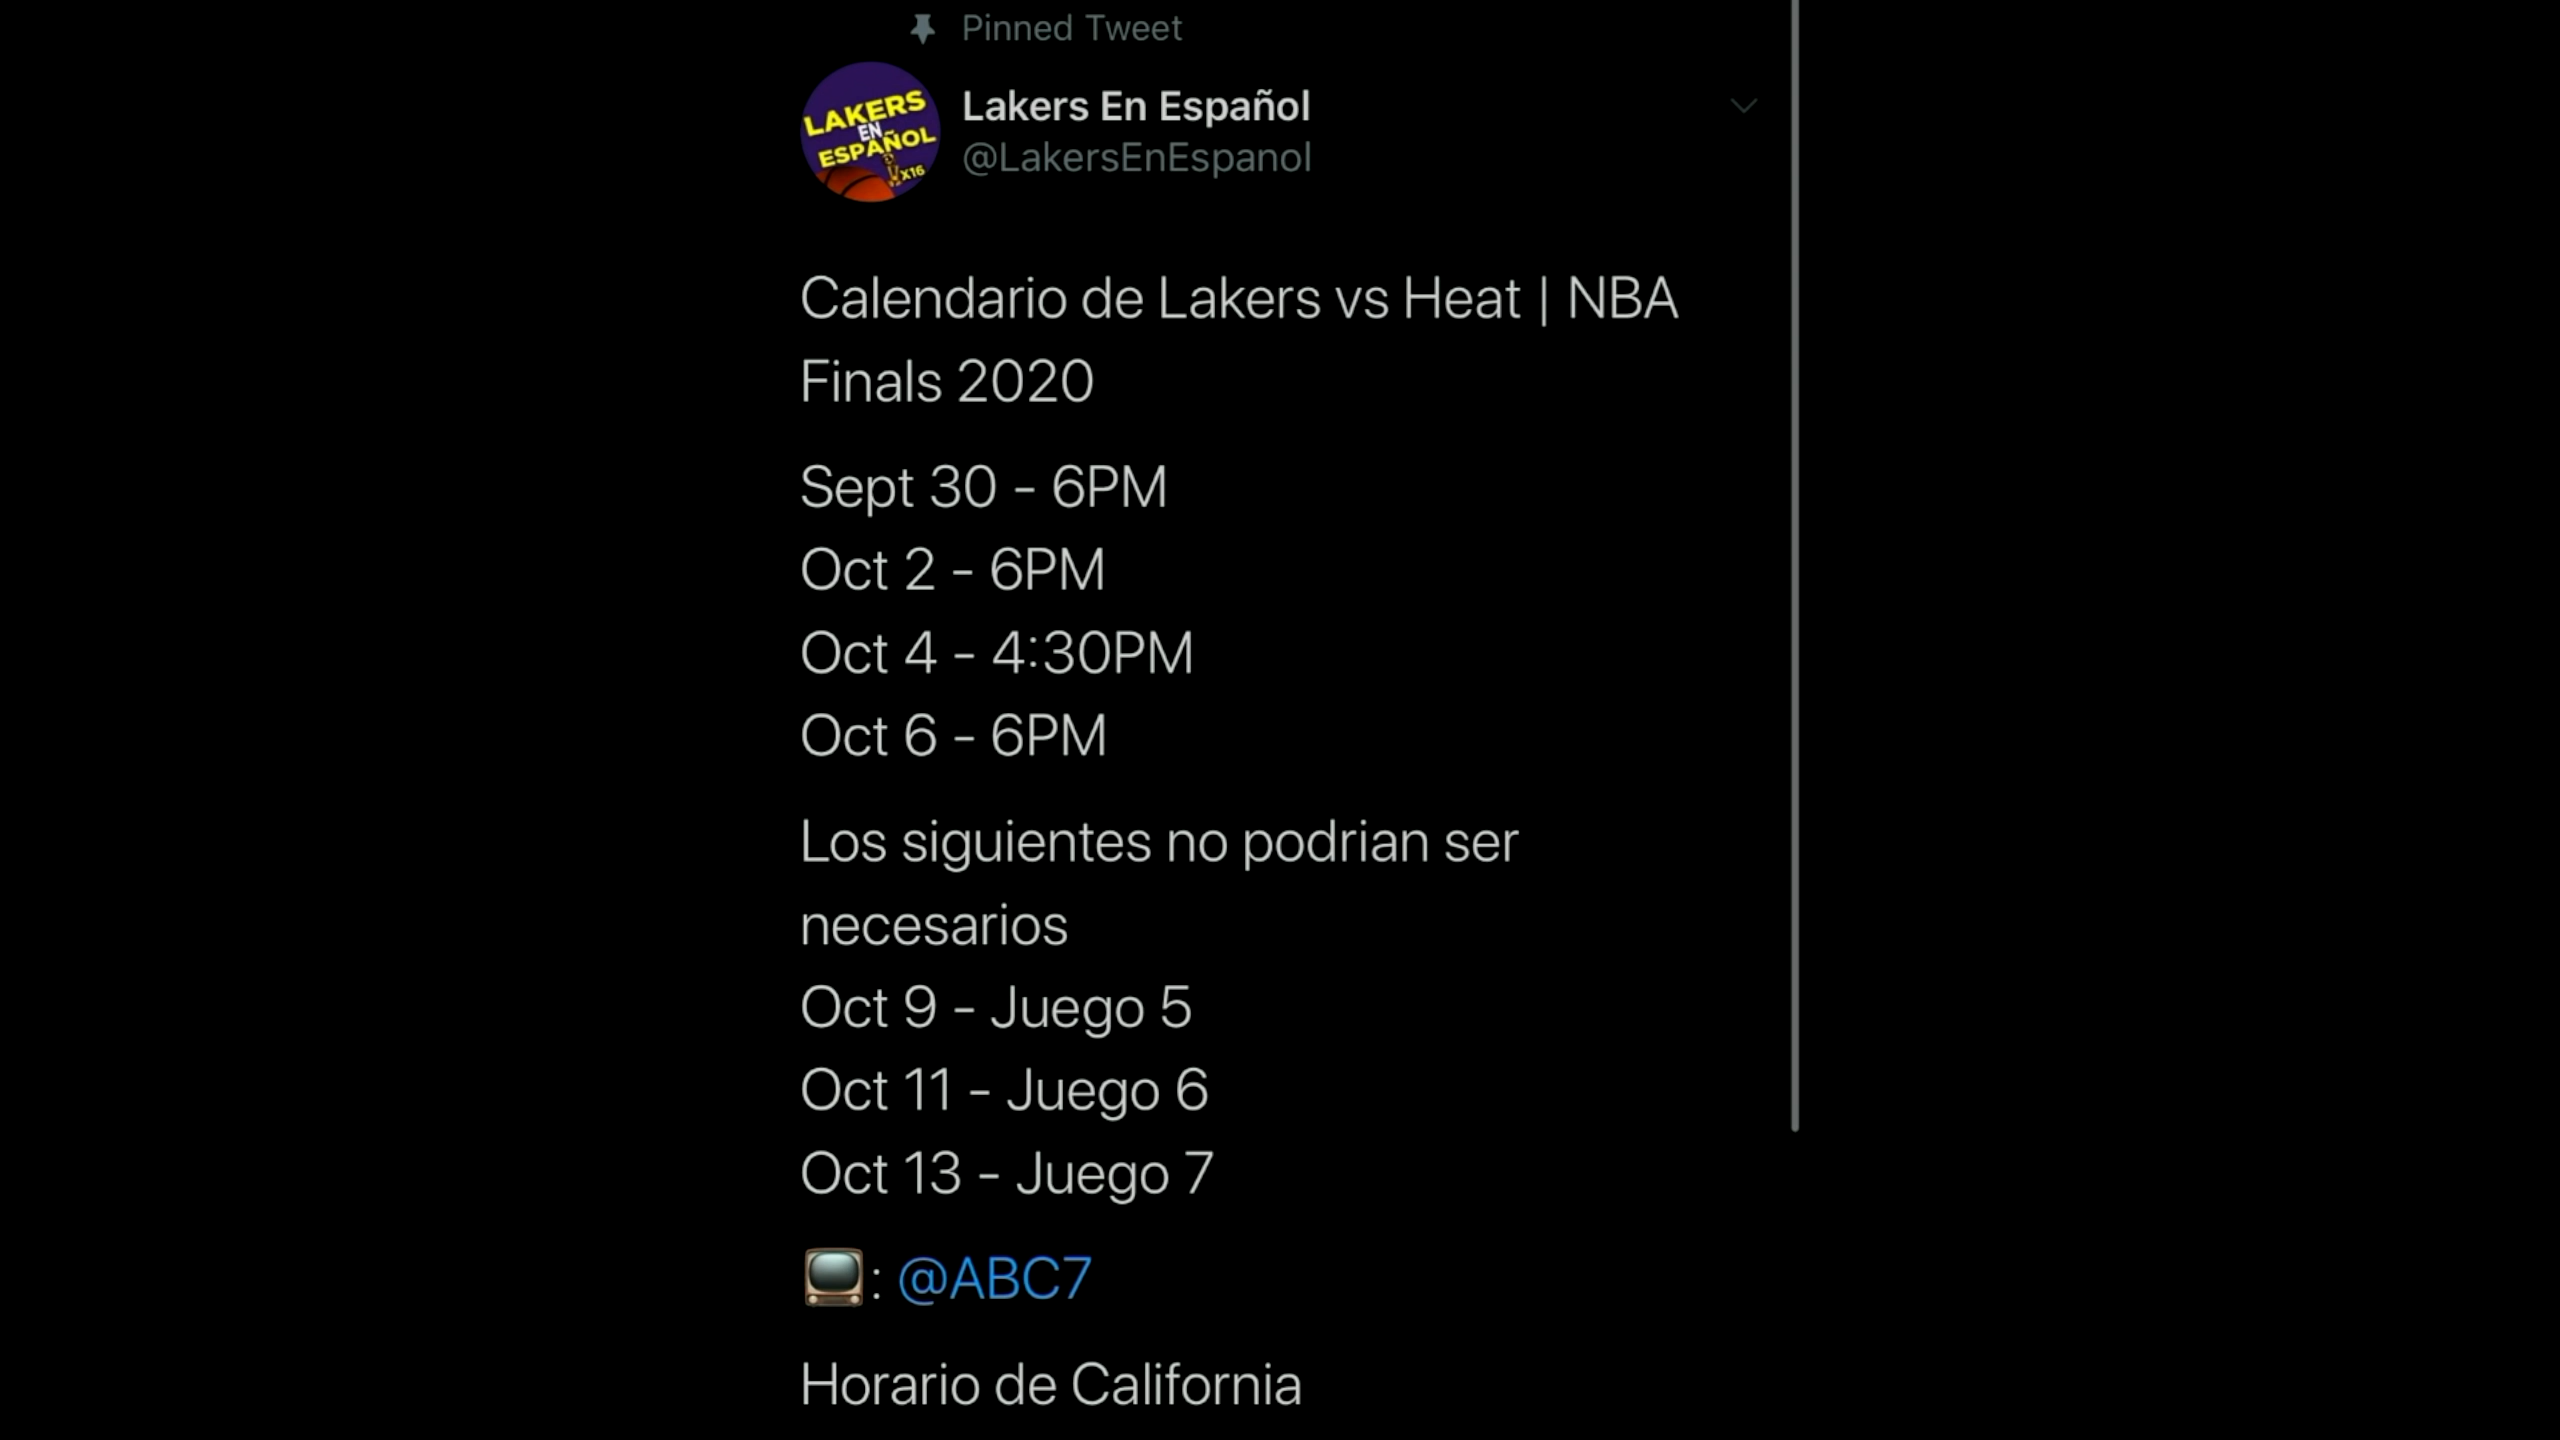 Pinned Tweet
LAKERS
EN
ESPAÑOL
X16
Lakers En Español
@LakersEnEspanol
Calendario de Lakers vs Heat | NBA
Finals 2020
Sept 30 - 6PM
Oct 2 - 6PM
Oct 4 - 4:30PM
Oct 6 - 6PM
Los siguientes no podrian ser
necesarios
Oct 9 - Juego 5
Oct 11 - Juego 6
Oct 13 - Juego 7
📺: @ABC7
Horario de California